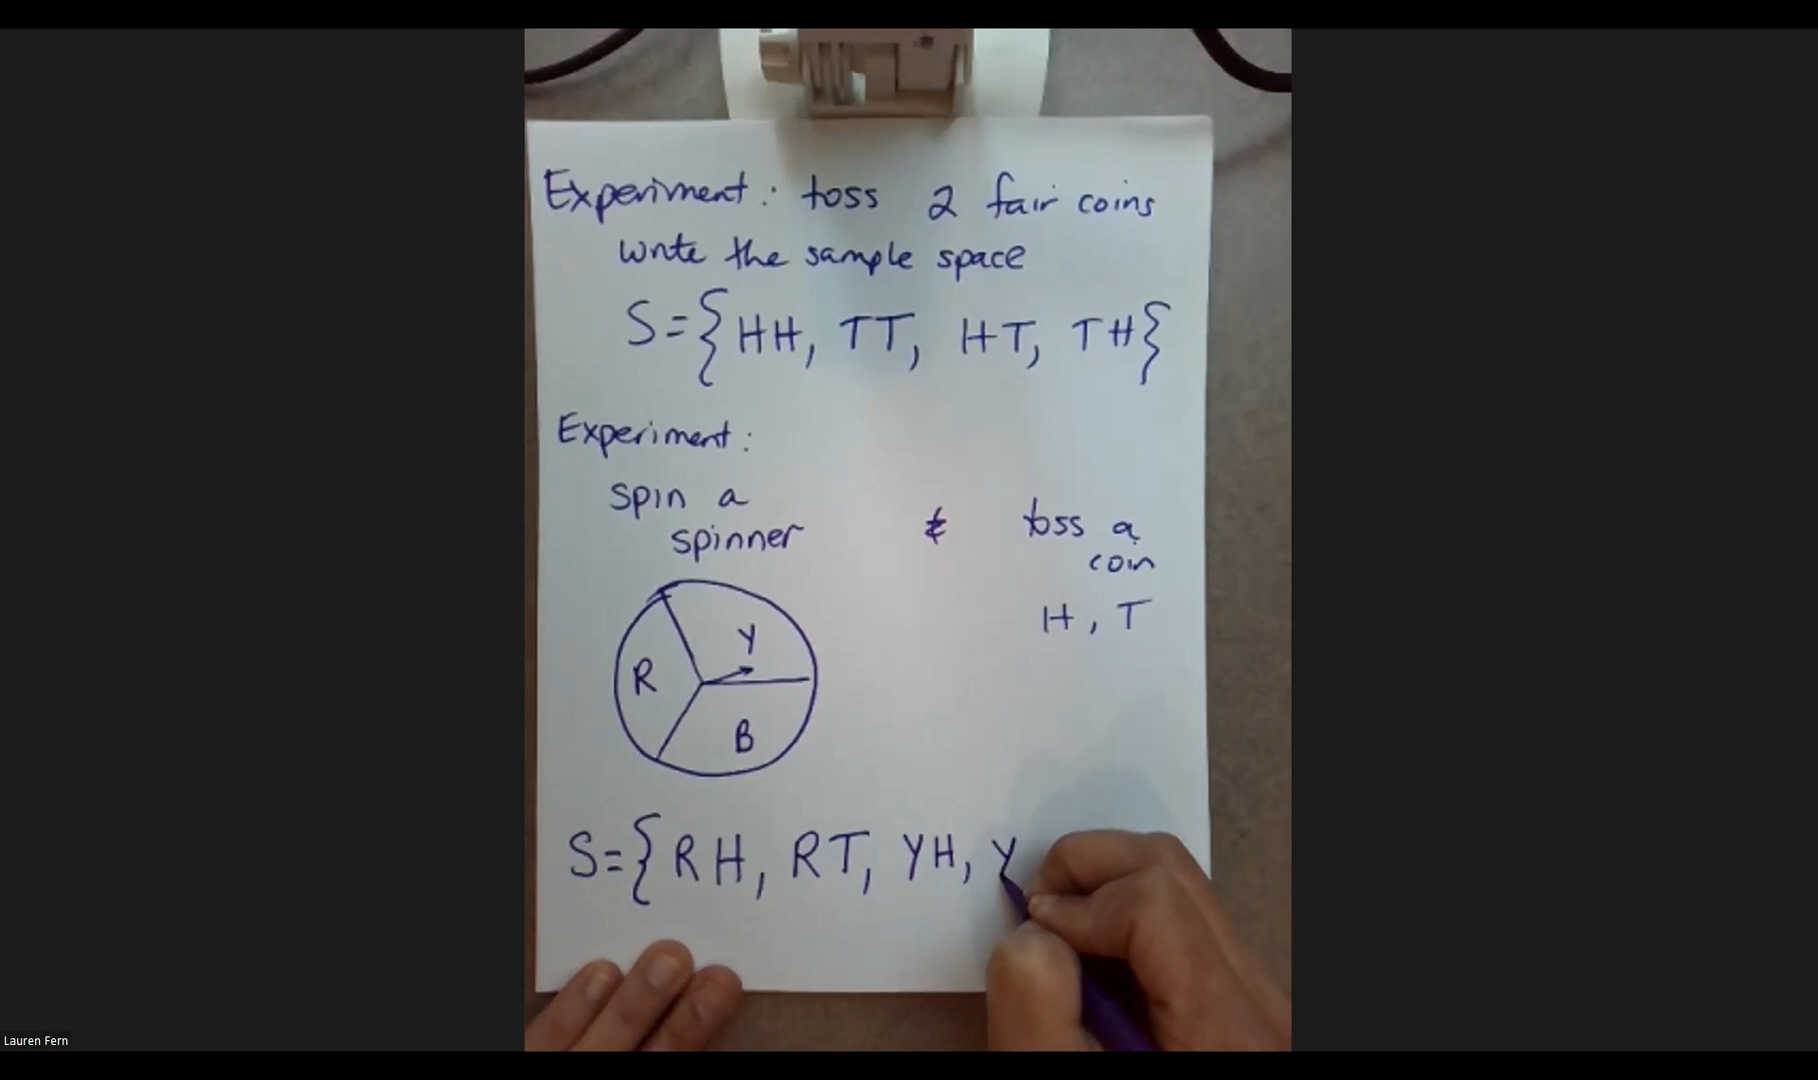 Experiment: toss 2 fair coins
write the sample space
S={HH, TT, HT, TH}
Experiment:
spin a
spinner
& toss a
coin
H, T
Y
R
B
S={RH, RT, YH, Y
Lauren Fern